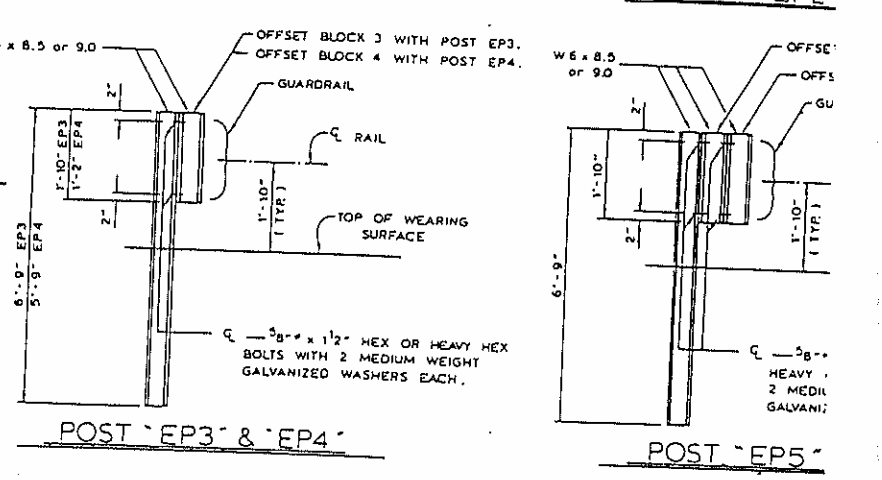 x 8.5 or 9.0
OFFSET BLOCK 3 WITH POST EP3.
OFFSET BLOCK 4 WITH POST EP4.
GUARDRAIL
2"
1'-10" EP3
1'-2" EP4
℄ RAIL
1'-10"
( TYP. )
2"
TOP OF WEARING
SURFACE
6'-9" EP3
5'-9" EP4
℄ 5/8"ø x 1 1/2" HEX OR HEAVY HEX
BOLTS WITH 2 MEDIUM WEIGHT
GALVANIZED WASHERS EACH.
POST "EP3" & "EP4"
W 6 x 8.5
or 9.0
OFFSE
OFFS
GU
2"
1'-10"
1'-10"
( TYP. )
2"
6'-9"
℄ 5/8"ø
HEAVY
2 MEDIU
GALVANI
POST "EP5"